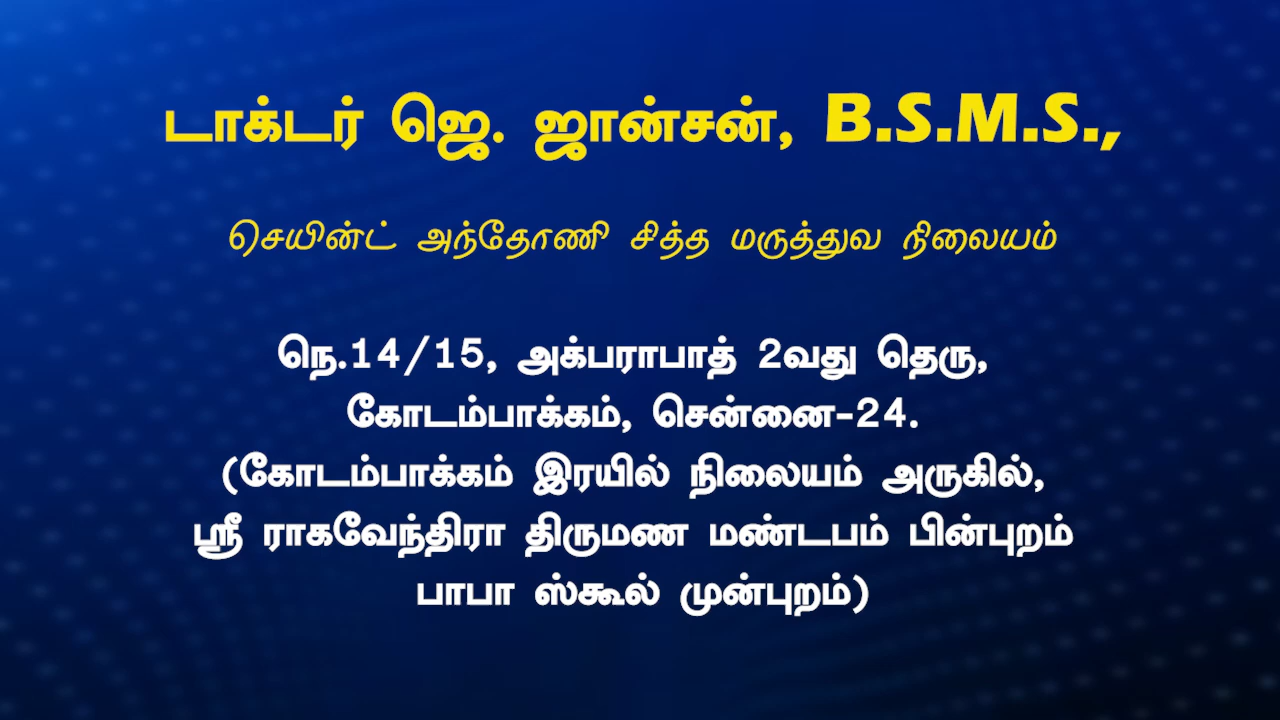 டாக்டர் ஜெ. ஜான்சன், B.S.M.S.,
செயின்ட் அந்தோணி சித்த மருத்துவ நிலையம்
நெ.14/15, அக்பராபாத் 2வது தெரு,
கோடம்பாக்கம், சென்னை-24.
(கோடம்பாக்கம் இரயில் நிலையம் அருகில்,
ஸ்ரீ ராகவேந்திரா திருமண மண்டபம் பின்புறம்
பாபா ஸ்கூல் முன்புறம்)